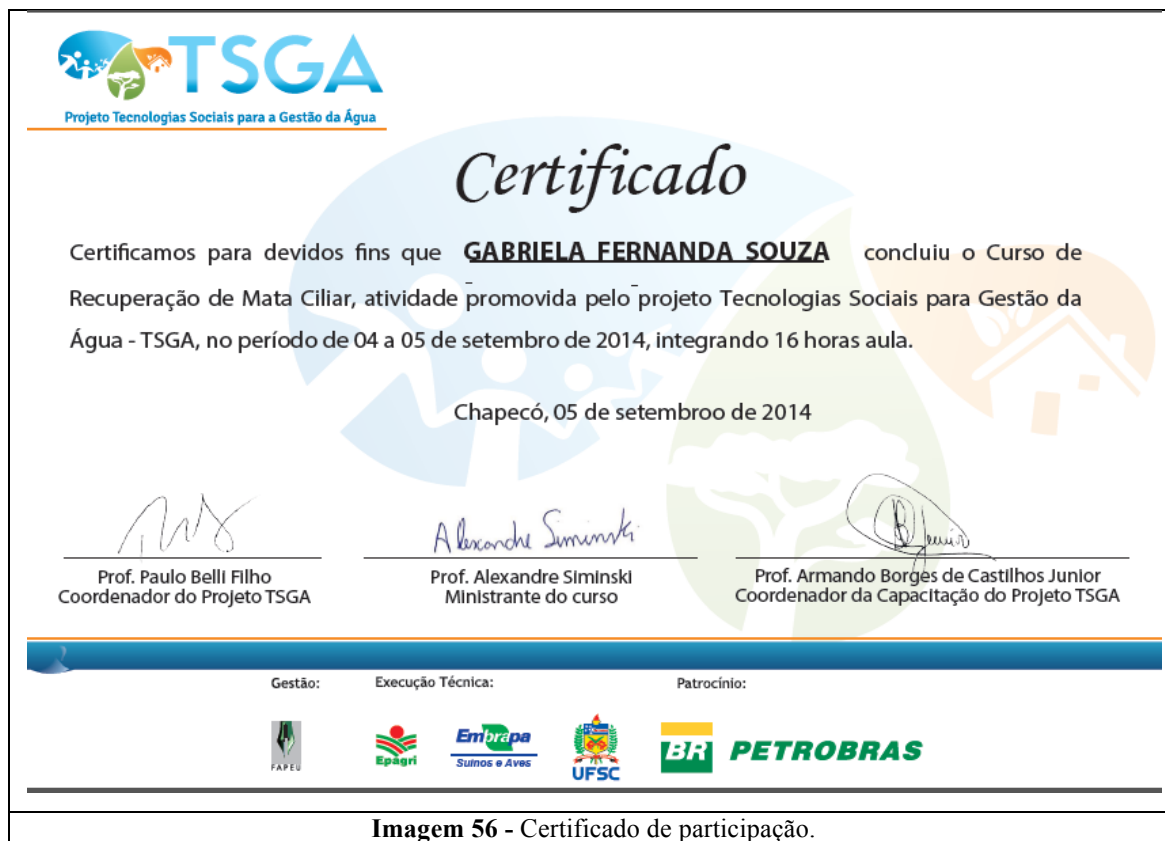 TSGA
Projeto Tecnologias Sociais para a Gestão da Água
Certificado
Certificamos para devidos fins que GABRIELA FERNANDA SOUZA concluiu o Curso de
Recuperação de Mata Ciliar, atividade promovida pelo projeto Tecnologias Sociais para Gestão da
Água - TSGA, no período de 04 a 05 de setembro de 2014, integrando 16 horas aula.
Chapecó, 05 de setembroo de 2014
Alexandre Siminski
Prof. Paulo Belli Filho
Coordenador do Projeto TSGA
Prof. Alexandre Siminski
Ministrante do curso
Prof. Armando Borges de Castilhos Junior
Coordenador da Capacitação do Projeto TSGA
Gestão:
Execução Técnica:
Patrocínio:
FAPEU
Epagri
Embrapa
Suínos e Aves
UFSC
BR PETROBRAS
Imagem 56 - Certificado de participação.